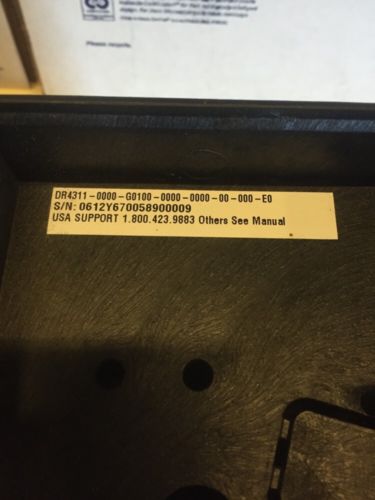 Please recycle.
DR4311-0000-G0100-0000-0000-00-000-E0
S/N: 0612Y670058900009
USA SUPPORT 1.800.423.9883 Others See Manual